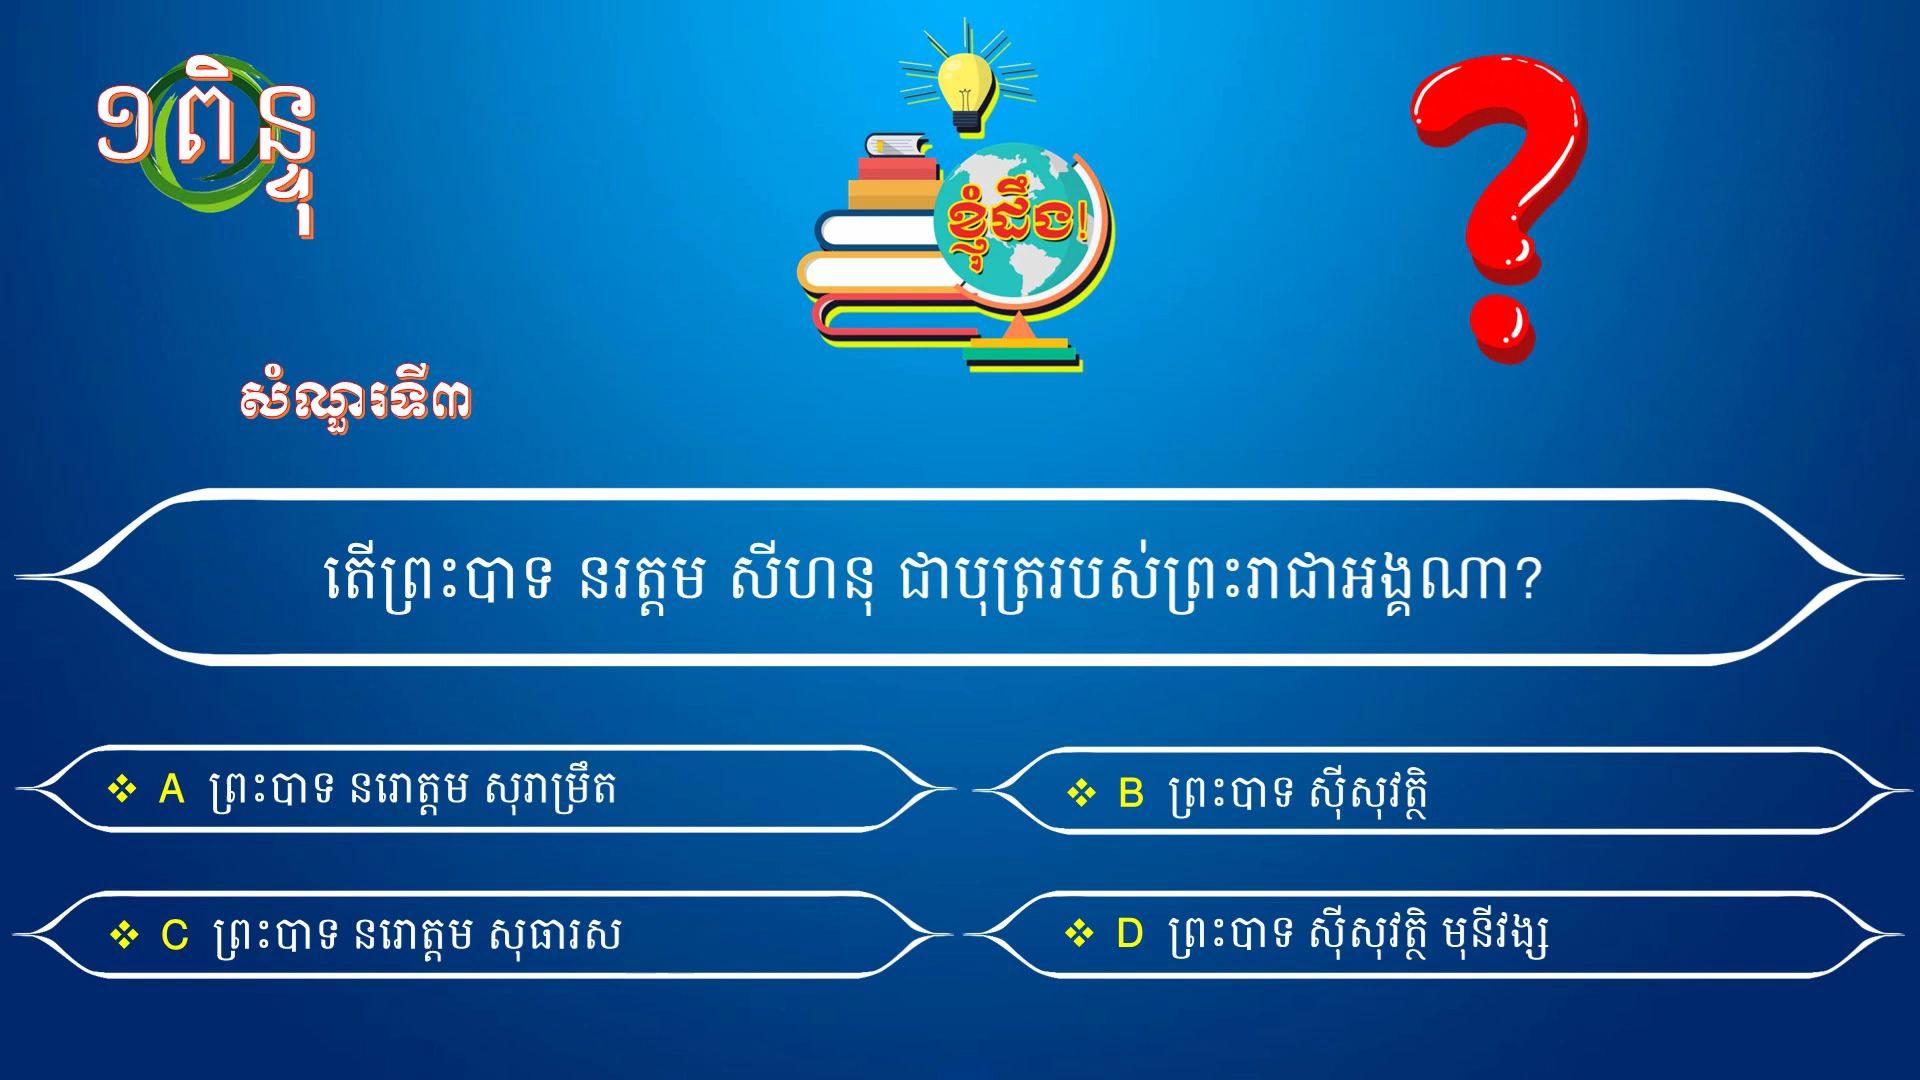 ១ពិន្ទុ
ខ្ញុំដឹង!
សំណួរទី៣
តើព្រះបាទ នរត្តម សីហនុ ជាបុត្ររបស់ព្រះរាជាអង្គណា?
❖ A ព្រះបាទ នរោត្តម សុរាម្រឹត
❖ B ព្រះបាទ ស៊ីសុវត្ថិ
❖ C ព្រះបាទ នរោត្តម សុធារស
❖ D ព្រះបាទ ស៊ីសុវត្ថិ មុនីវង្ស